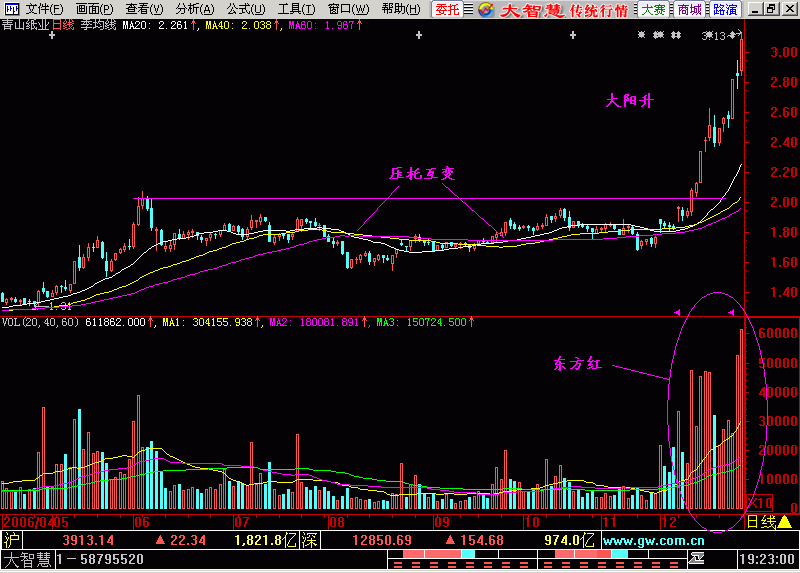 文件(F) 画面(P) 查看(V) 分析(A) 公式(U) 工具(T) 窗口(W) 帮助(H) 委托 大智慧 传统行情 大赛 商城 路演
青山纸业日线 季均线 MA20: 2.261↑, MA40: 2.038↑, MA60: 1.987↑
3.13
3.00
2.80
大阳升
2.60
2.40
压托互变
2.20
2.00
1.80
1.60
1.40
1.31
VOL(20,40,60) 611862.000↑, MA1: 304155.938↑, MA2: 180081.891↑, MA3: 150724.500↑
60000
东方红
50000
40000
30000
20000
10000
X10
2006/04 05 06 07 08 09 10 11 12 日线
沪 3913.14 ▲ 22.34 1,821.8亿 深 12850.69 ▲ 154.68 974.0亿 www.gw.com.cn
大智慧 1－58795520 19:23:00